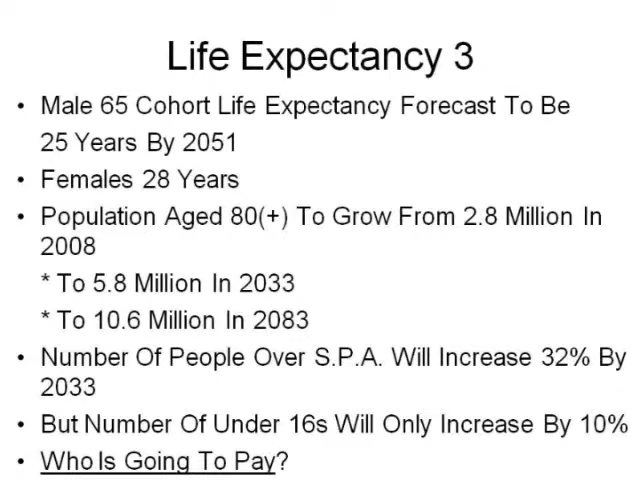 Life Expectancy 3
• Male 65 Cohort Life Expectancy Forecast To Be
25 Years By 2051
• Females 28 Years
• Population Aged 80(+) To Grow From 2.8 Million In
2008
* To 5.8 Million In 2033
* To 10.6 Million In 2083
• Number Of People Over S.P.A. Will Increase 32% By
2033
• But Number Of Under 16s Will Only Increase By 10%
• Who Is Going To Pay?